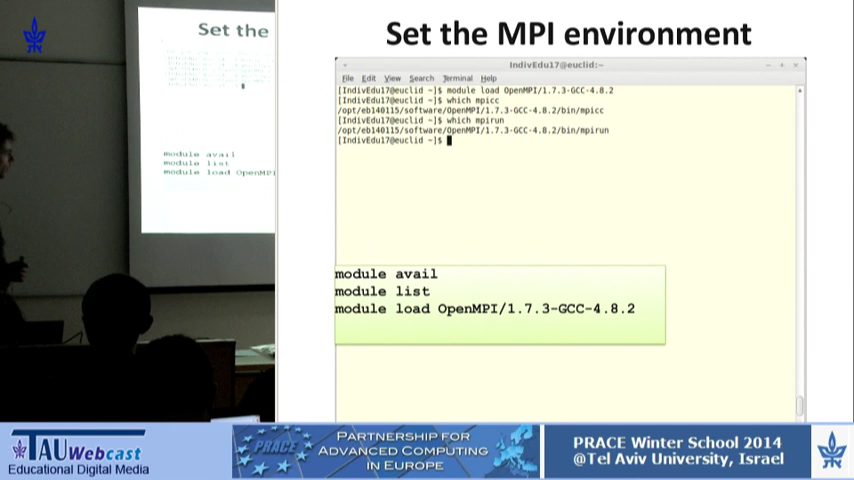 Set the
module avail
module list
module load OpenMPI
Set the MPI environment
IndivEdu17@euclid:~
File Edit View Search Terminal Help
[IndivEdu17@euclid ~]$ module load OpenMPI/1.7.3-GCC-4.8.2
[IndivEdu17@euclid ~]$ which mpicc
/opt/eb140115/software/OpenMPI/1.7.3-GCC-4.8.2/bin/mpicc
[IndivEdu17@euclid ~]$ which mpirun
/opt/eb140115/software/OpenMPI/1.7.3-GCC-4.8.2/bin/mpirun
[IndivEdu17@euclid ~]$
module avail
module list
module load OpenMPI/1.7.3-GCC-4.8.2
TAU Webcast
Educational Digital Media
PRACE
PARTNERSHIP FOR
ADVANCED COMPUTING
IN EUROPE
PRACE Winter School 2014
@Tel Aviv University, Israel